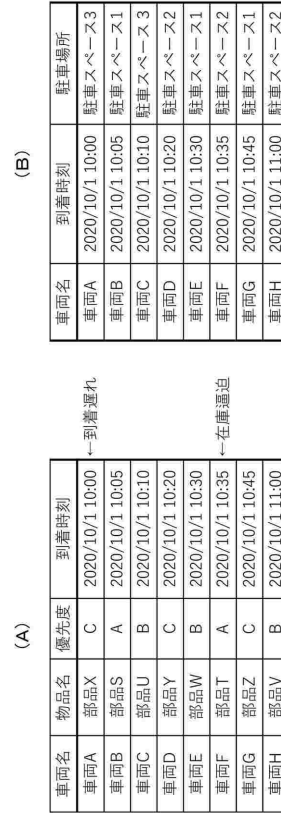 (A)
車両名 物品名 優先度 到着時刻
車両A 部品X C 2020/10/1 10:00 ←到着遅れ
車両B 部品S A 2020/10/1 10:05
車両C 部品U B 2020/10/1 10:10
車両D 部品Y C 2020/10/1 10:20
車両E 部品W B 2020/10/1 10:30
車両F 部品T A 2020/10/1 10:35 ←在庫逼迫
車両G 部品Z C 2020/10/1 10:45
車両H 部品V B 2020/10/1 11:00
(B)
車両名 到着時刻 駐車場所
車両A 2020/10/1 10:00 駐車スペース3
車両B 2020/10/1 10:05 駐車スペース1
車両C 2020/10/1 10:10 駐車スペース3
車両D 2020/10/1 10:20 駐車スペース2
車両E 2020/10/1 10:30 駐車スペース1
車両F 2020/10/1 10:35 駐車スペース2
車両G 2020/10/1 10:45 駐車スペース1
車両H 2020/10/1 11:00 駐車スペース2